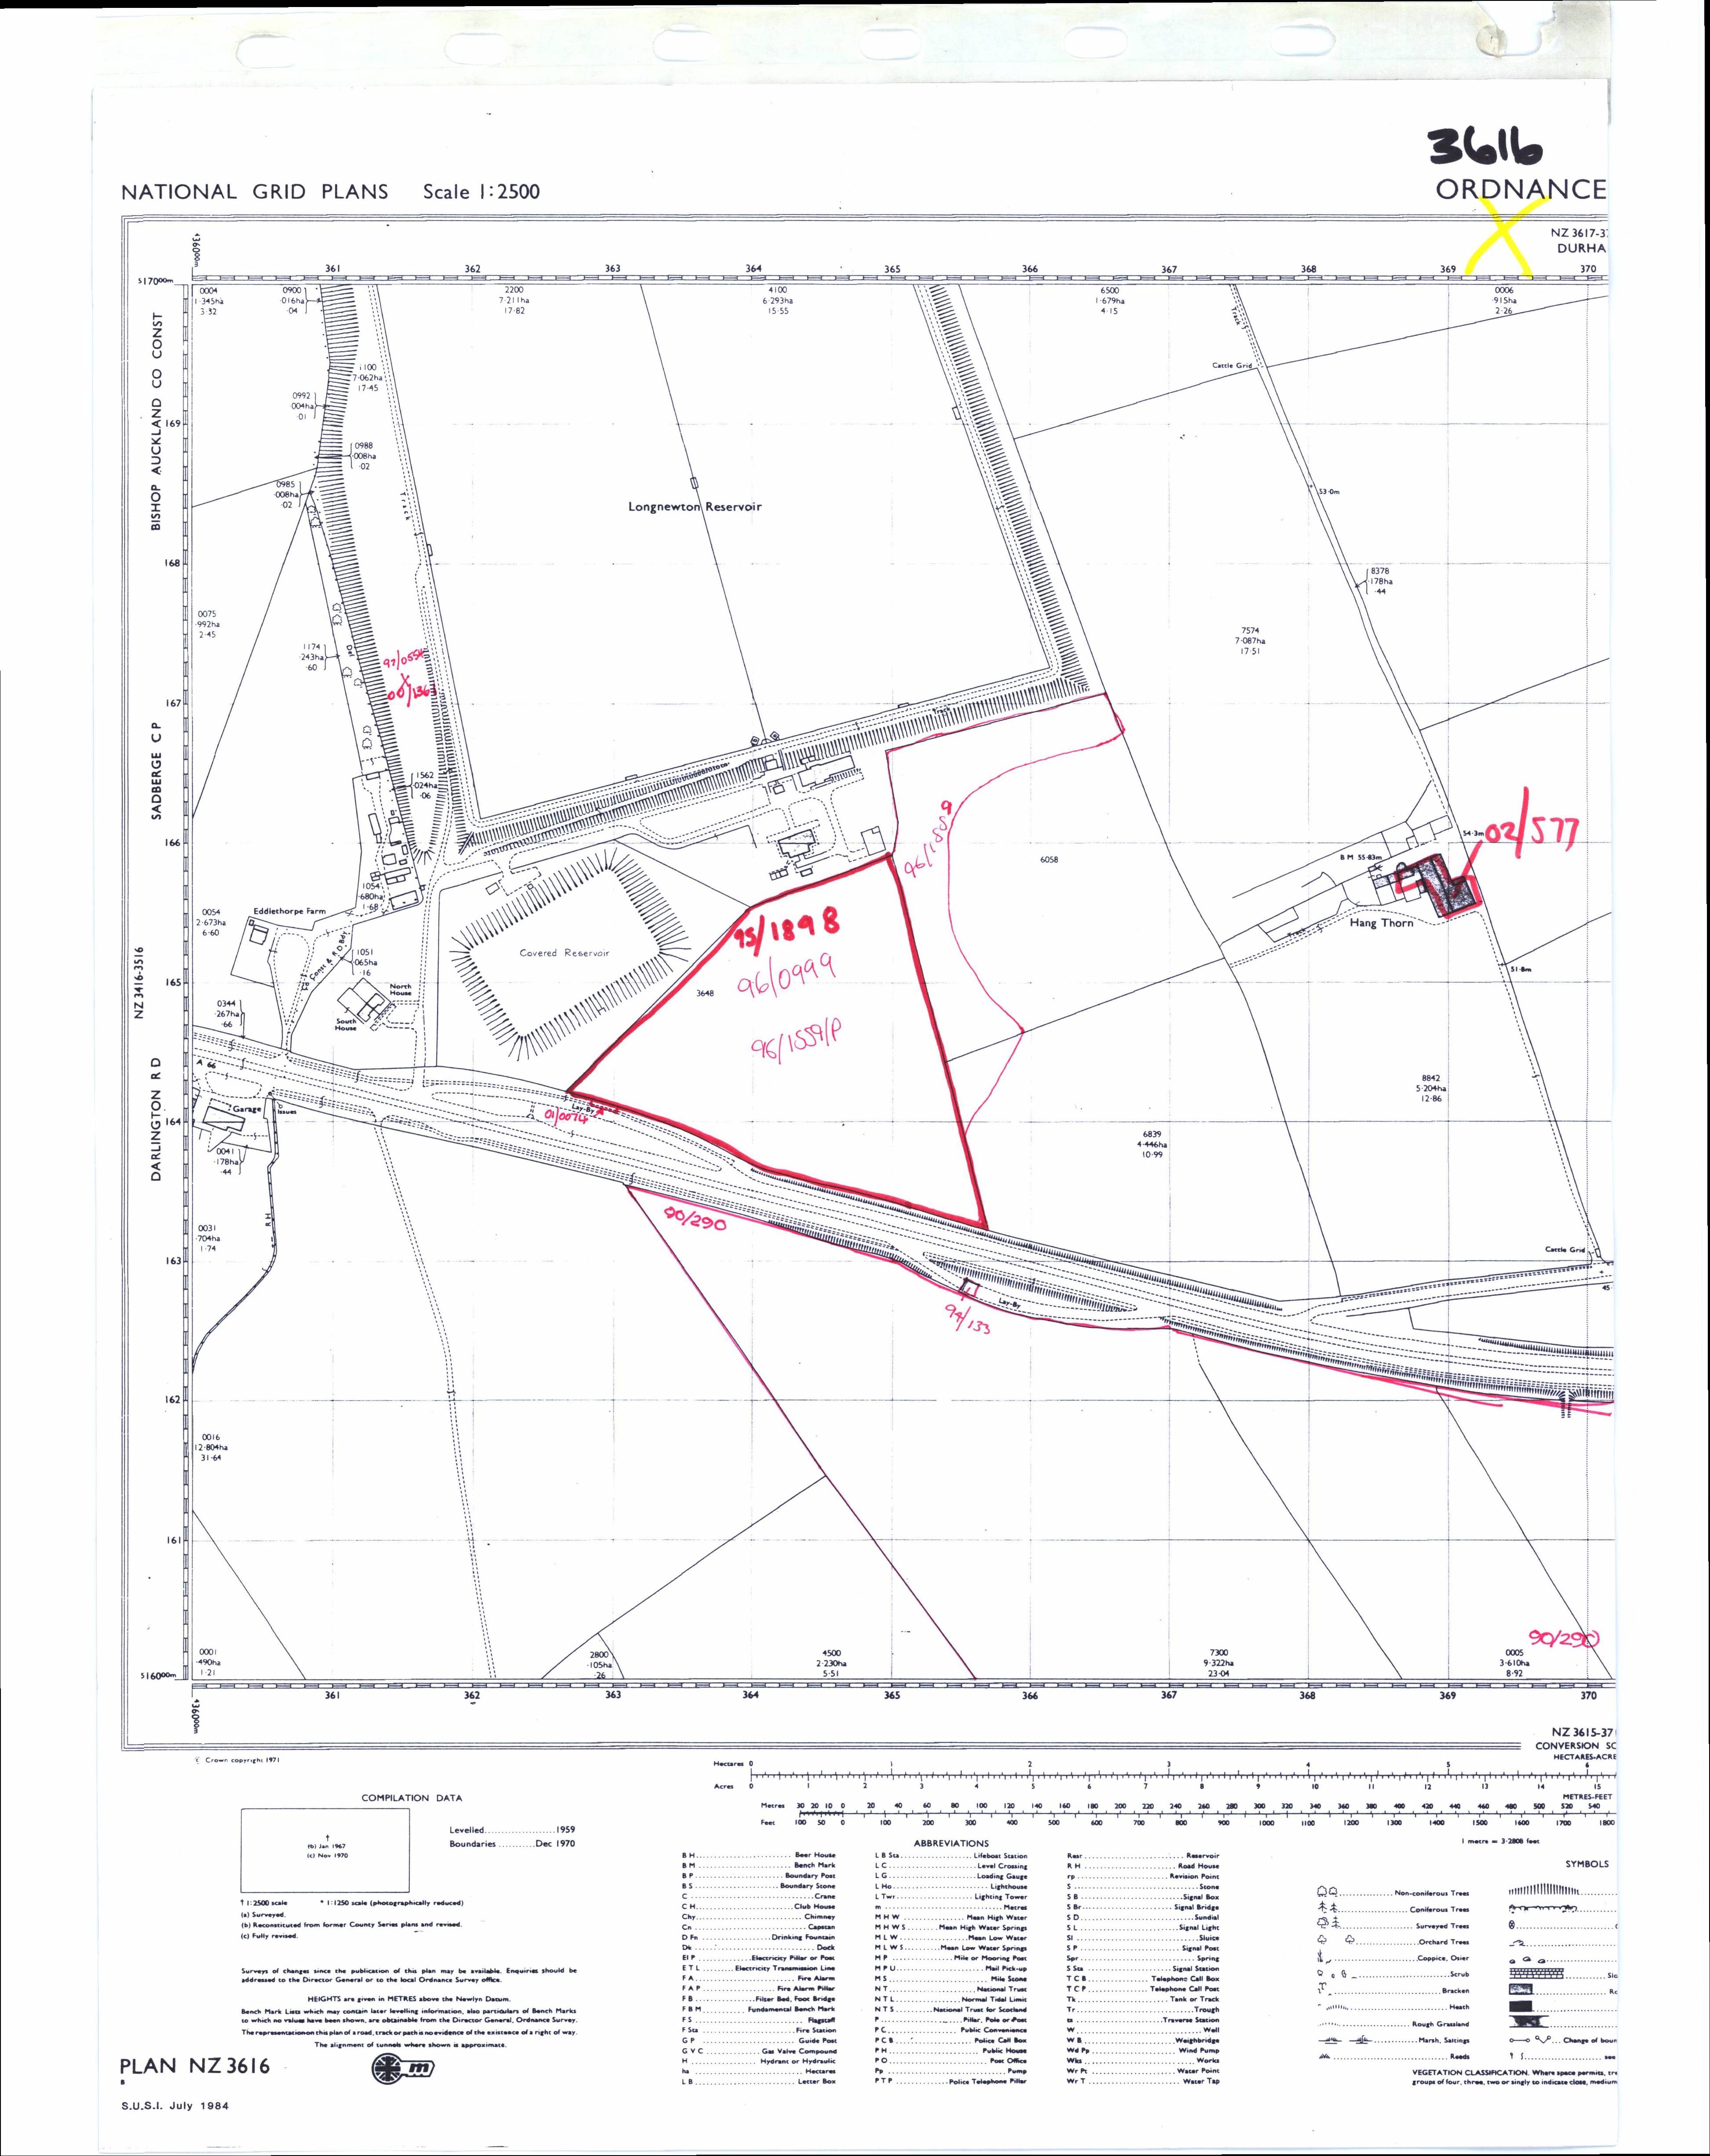 3616
NATIONAL GRID PLANS Scale 1:2500
ORDNANCE
NZ 3617-37
DURHA
436000m
361 362 363 364 365 366 367 368 369 370
517000m
0004
1·345ha
3·32
0900
·016ha
·04
2200
7·211ha
17·82
4100
6·293ha
15·55
6500
1·679ha
4·15
0006
·915ha
2·26
BISHOP AUCKLAND CO CONST
SADBERGE C P
NZ 3416-3516
DARLINGTON RD
Track
Cattle Grid
1100
7·062ha
17·45
0992
·004ha
·01
169
0988
·008ha
·02
0985
·008ha
·02
Track
Longnewton Reservoir
53·0m
168
8378
·178ha
·44
0075
·992ha
2·45
7574
7·087ha
17·51
1174
·243ha
·60
Def
97/0554
X
00/136
167
Track
1562
·024ha
·06
166
54·3m
02/577
B M 55·83m
96/1559
6058
1054
·680ha
1·68
0054
2·673ha
6·60
Eddlethorpe Farm
Hang Thorn
Track
95/1898
96/0999
96/1559/P
Covered Reservoir
3648
Co Const & R D Bdy
1051
·065ha
·16
51·8m
165
North
House
South
House
0344
·267ha
·66
A 66
8842
5·204ha
12·86
Garage
Issues
Lay-By
01/0074
164
0041
·178ha
·44
6839
4·446ha
10·99
R H
90/290
0031
·704ha
1·74
Cattle Grid
163
Lay-By
94/133
45·
162
0016
12·804ha
31·64
161
90/290
0001
·490ha
1·21
2800
·105ha
·26
4500
2·230ha
5·51
7300
9·322ha
23·04
0005
3·610ha
8·92
516000m
436000m
361 362 363 364 365 366 367 368 369 370
NZ 3615-371
CONVERSION SC
HECTARES-ACRE
© Crown copyright 1971
Hectares 0 1 2 3 4 5 6
Acres 0 1 2 3 4 5 6 7 8 9 10 11 12 13 14 15
METRES-FEET
Metres 30 20 10 0 20 40 60 80 100 120 140 160 180 200 220 240 260 280 300 320 340 360 380 400 420 440 460 480 500 520 540
Feet 100 50 0 100 200 300 400 500 600 700 800 900 1000 1100 1200 1300 1400 1500 1600 1700 1800
1 metre = 3·2808 feet
COMPILATION DATA
†
(b) Jan 1967
(c) Nov 1970
Levelled 1959
Boundaries Dec 1970
† 1:2500 scale * 1:1250 scale (photographically reduced)
(a) Surveyed.
(b) Reconstituted from former County Series plans and revised.
(c) Fully revised.
Surveys of changes since the publication of this plan may be available. Enquiries should be
addressed to the Director General or to the local Ordnance Survey office.
HEIGHTS are given in METRES above the Newlyn Datum.
Bench Mark Lists which may contain later levelling information, also particulars of Bench Marks
to which no values have been shown, are obtainable from the Director General, Ordnance Survey.
The representation on this plan of a road, track or path is no evidence of the existence of a right of way.
The alignment of tunnels where shown is approximate.
PLAN NZ 3616
B
S.U.S.I. July 1984
ABBREVIATIONS
B H Beer House
B M Bench Mark
B P Boundary Post
B S Boundary Stone
C Crane
C H Club House
Chy Chimney
Cn Capstan
D Fn Drinking Fountain
Dk Dock
El P Electricity Pillar or Post
E T L Electricity Transmission Line
F A Fire Alarm
F A P Fire Alarm Pillar
F B Filter Bed, Foot Bridge
F B M Fundamental Bench Mark
F S Flagstaff
F Sta Fire Station
G P Guide Post
G V C Gas Valve Compound
H Hydrant or Hydraulic
ha Hectares
L B Letter Box
L B Sta Lifeboat Station
L C Level Crossing
L G Loading Gauge
L Ho Lighthouse
L Twr Lighting Tower
m Metres
M H W Mean High Water
M H W S Mean High Water Springs
M L W Mean Low Water
M L W S Mean Low Water Springs
M P Mile or Mooring Post
M P U Mail Pick-up
M S Mile Stone
N T National Trust
N T L Normal Tidal Limit
N T S National Trust for Scotland
P Pillar, Pole or Post
P C Public Convenience
P C B Police Call Box
P H Public House
P O Post Office
Pp Pump
P T P Police Telephone Pillar
Resr Reservoir
R H Road House
rp Revision Point
S Stone
S B Signal Box
S Br Signal Bridge
S D Sundial
S L Signal Light
Sl Sluice
S P Signal Post
Spr Spring
S Sta Signal Station
T C B Telephone Call Box
T C P Telephone Call Post
Tk Tank or Track
Tr Trough
ts Traverse Station
W Well
W B Weighbridge
Wd Pp Wind Pump
Wks Works
Wr Pt Water Point
Wr T Water Tap
SYMBOLS
Non-coniferous Trees
Coniferous Trees
Surveyed Trees
Orchard Trees
Coppice, Osier
Scrub
Bracken
Heath
Rough Grassland
Marsh, Saltings
Reeds
Slo
Ro
Change of boun
see
VEGETATION CLASSIFICATION. Where space permits, tre
groups of four, three, two or singly to indicate close, medium